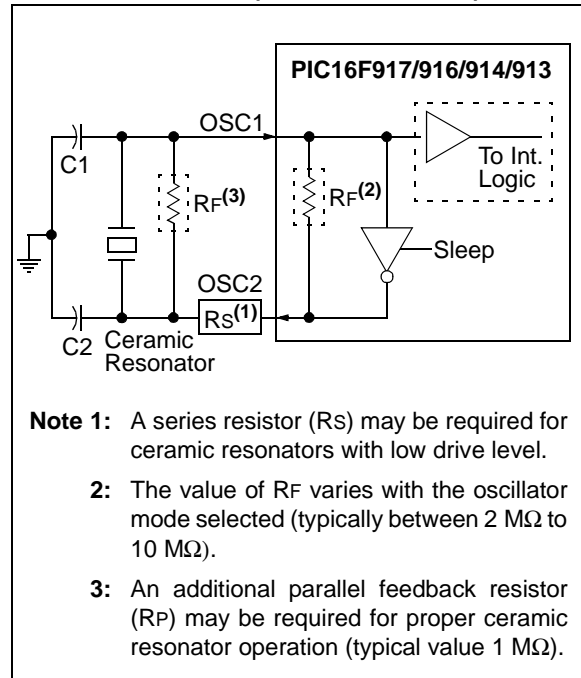 PIC16F917/916/914/913
OSC1
C1
To Int.
Logic
RF(3)
RF(2)
Sleep
OSC2
RS(1)
C2
Ceramic
Resonator
Note 1: A series resistor (RS) may be required for
ceramic resonators with low drive level.
2: The value of RF varies with the oscillator
mode selected (typically between 2 MΩ to
10 MΩ).
3: An additional parallel feedback resistor
(RP) may be required for proper ceramic
resonator operation (typical value 1 MΩ).